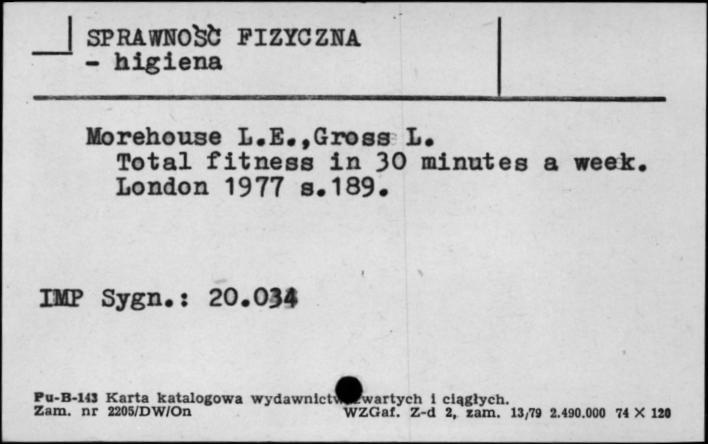 SPRAWNOŚĆ FIZYCZNA
- higiena
Morehouse L.E.,Gross L.
Total fitness in 30 minutes a week.
London 1977 s.189.
IMP Sygn.: 20.034
Pu-B-143 Karta katalogowa wydawnictw zwartych i ciągłych.
Zam. nr 2205/DW/On WZGaf. Z-d 2, zam. 13/79 2.490.000 74 X 120